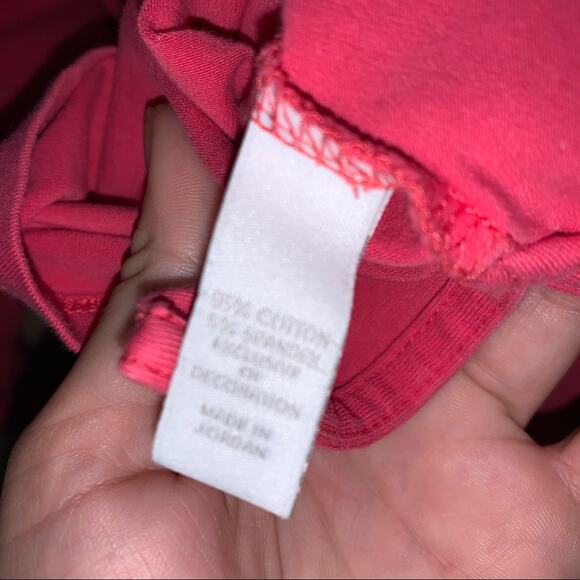 95% COTTON
5% SPANDEX
EXCLUSIVE
OF
DECORATION
MADE IN
JORDAN